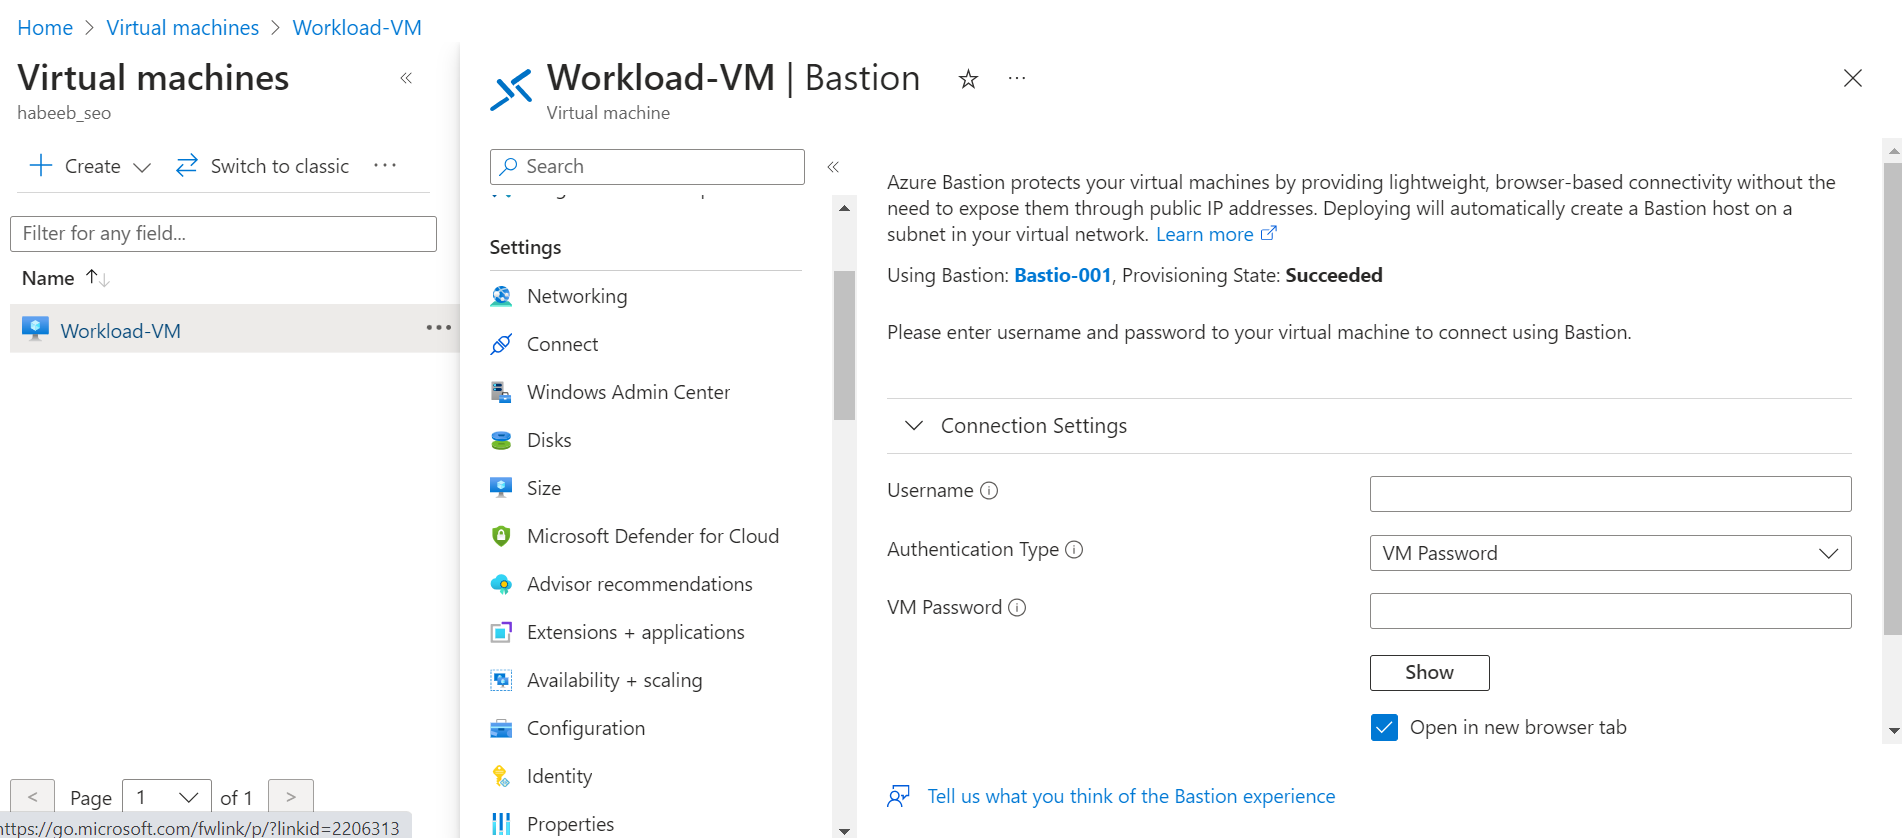 Home > Virtual machines > Workload-VM
Virtual machines
habeeb_seo
Create
Switch to classic
Filter for any field...
Name
Workload-VM
Page 1 of 1
https://go.microsoft.com/fwlink/p/?linkid=2206313
Workload-VM | Bastion
Virtual machine
Search
Settings
Networking
Connect
Windows Admin Center
Disks
Size
Microsoft Defender for Cloud
Advisor recommendations
Extensions + applications
Availability + scaling
Configuration
Identity
Properties
Azure Bastion protects your virtual machines by providing lightweight, browser-based connectivity without the
need to expose them through public IP addresses. Deploying will automatically create a Bastion host on a
subnet in your virtual network. Learn more
Using Bastion: Bastio-001, Provisioning State: Succeeded
Please enter username and password to your virtual machine to connect using Bastion.
Connection Settings
Username
Authentication Type
VM Password
VM Password
Show
Open in new browser tab
Tell us what you think of the Bastion experience